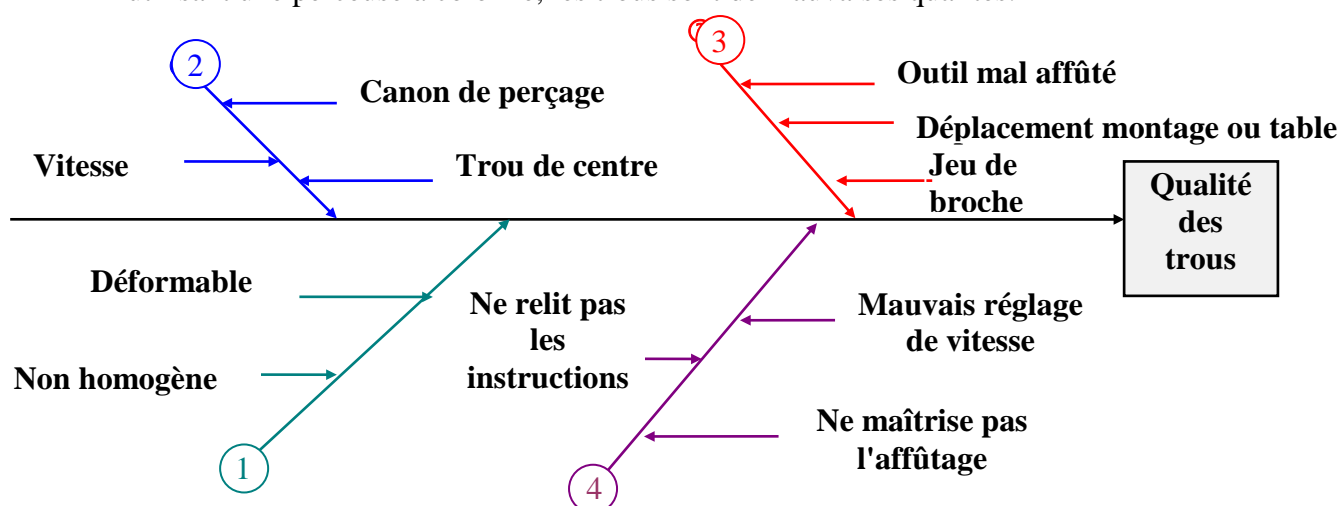 2
3
Outil mal affûté
Canon de perçage
Déplacement montage ou table
Vitesse
Trou de centre
Jeu de
broche
Qualité
des
trous
Déformable
Ne relit pas
les
instructions
Mauvais réglage
de vitesse
Non homogène
Ne maîtrise pas
l'affûtage
1
4